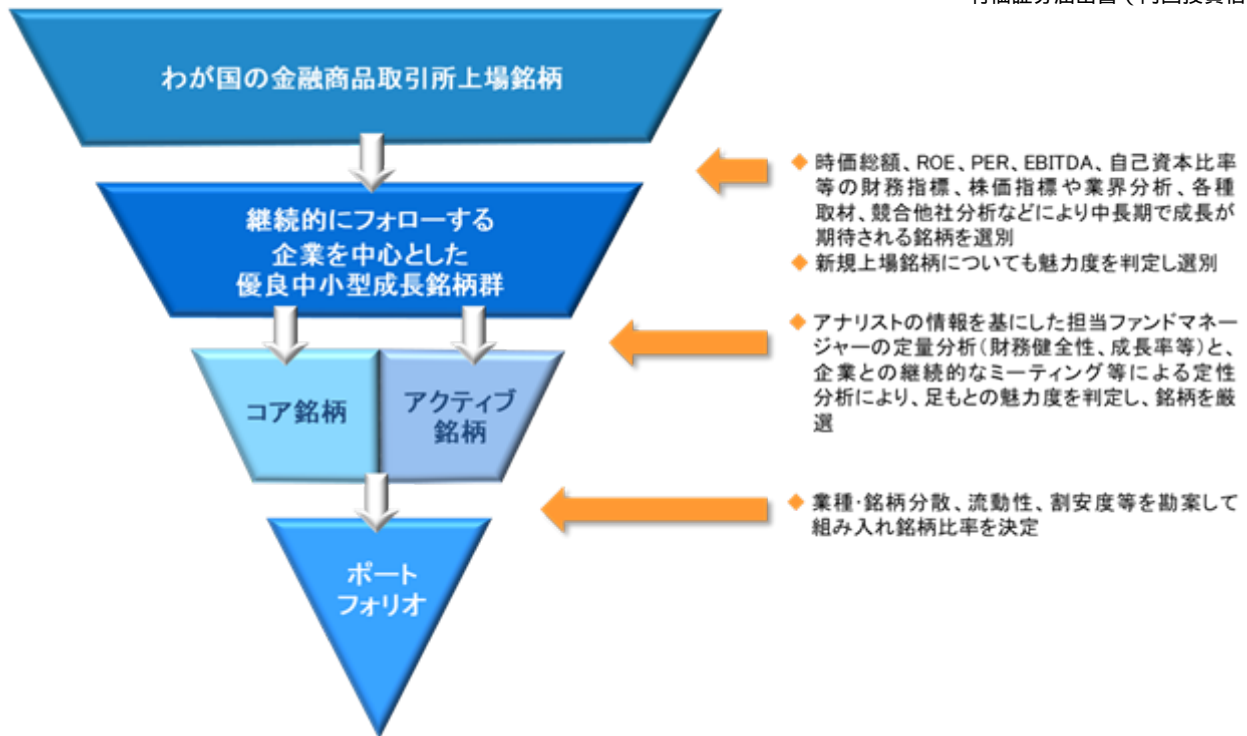 わが国の金融商品取引所上場銘柄
継続的にフォローする
企業を中心とした
優良中小型成長銘柄群
コア銘柄
アクティブ
銘柄
ポート
フォリオ
◆ 時価総額、ROE、PER、EBITDA、自己資本比率
等の財務指標、株価指標や業界分析、各種
取材、競合他社分析などにより中長期で成長が
期待される銘柄を選別
◆ 新規上場銘柄についても魅力度を判定し選別
◆ アナリストの情報を基にした担当ファンドマネー
ジャーの定量分析(財務健全性、成長率等)と、
企業との継続的なミーティング等による定性
分析により、足もとの魅力度を判定し、銘柄を厳
選
◆ 業種・銘柄分散、流動性、割安度等を勘案して
組み入れ銘柄比率を決定